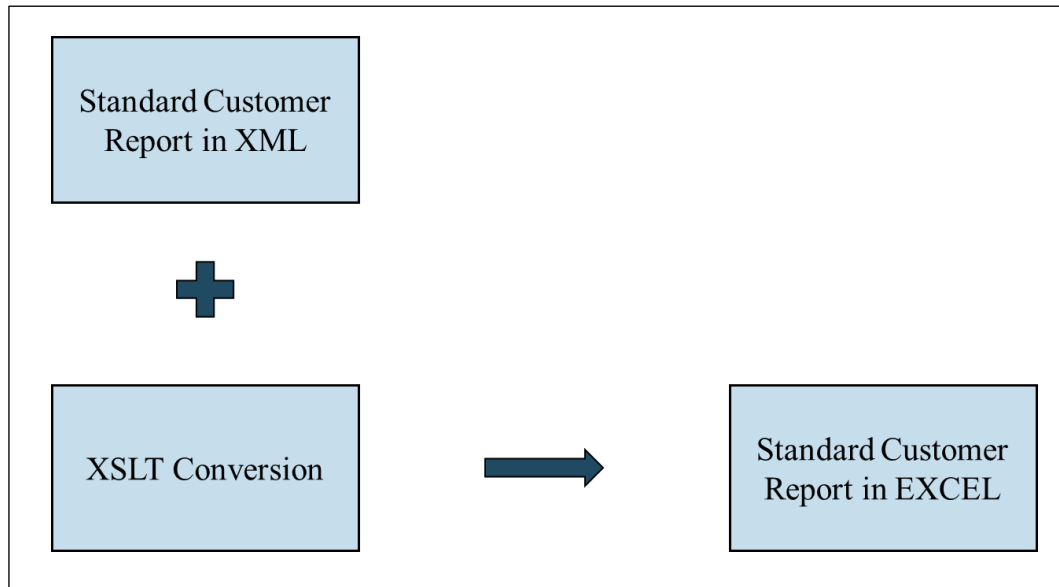 Standard Customer
Report in XML
XSLT Conversion
Standard Customer
Report in EXCEL